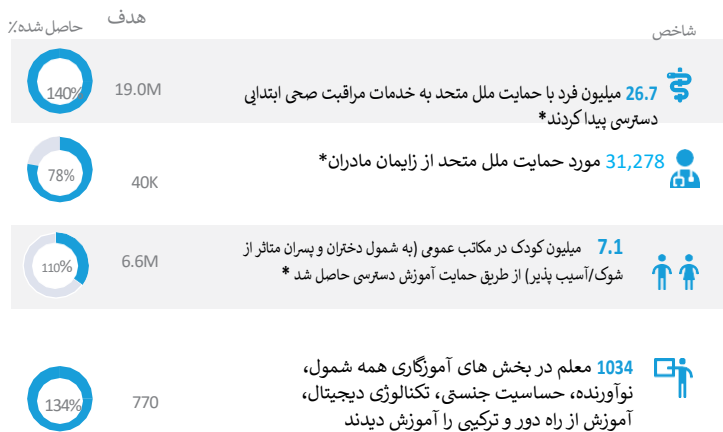 شاخص
هدف
حاصل شده٪
26.7 میلیون فرد با حمایت ملل متحد به خدمات مراقبت صحی ابتدایی
دسترسی پیدا کردند*
19.0M
140%
31,278 مورد حمایت ملل متحد از زایمان مادران*
40K
78%
7.1 میلیون کودک در مکاتب عمومی (به شمول دختران و پسران متاثر از
شوک/آسیب پذیر) از طریق حمایت آموزش دسترسی حاصل شد *
6.6M
110%
1034 معلم در بخش های آموزگاری همه شمول،
نوآورنده، حساسیت جنستی، تکنالوژی دیجیتال،
آموزش از راه دور و ترکیبی را آموزش دیدند
770
134%